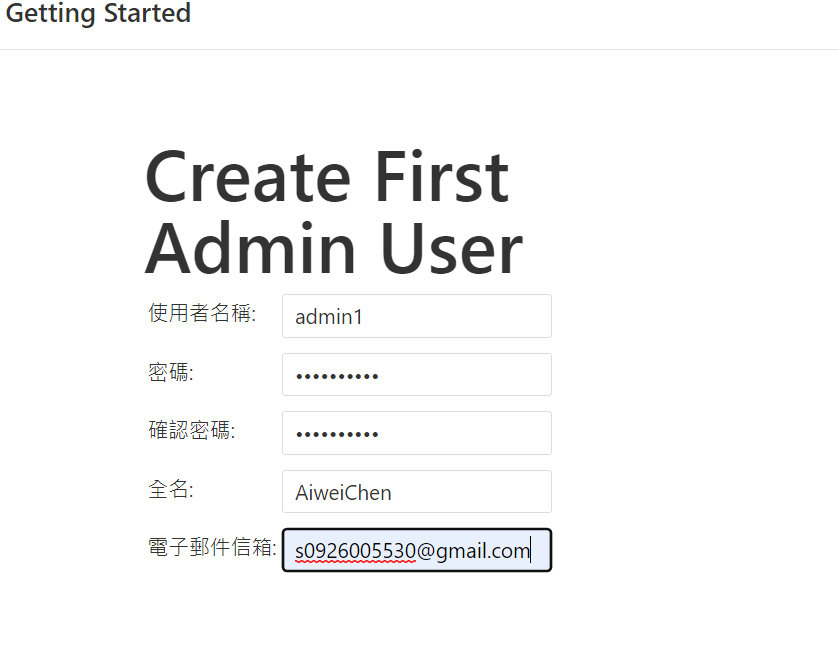 Getting Started
Create First
Admin User
使用者名稱: admin1
密碼: ••••••••••
確認密碼: ••••••••••
全名: AiweiChen
電子郵件信箱: s0926005530@gmail.com